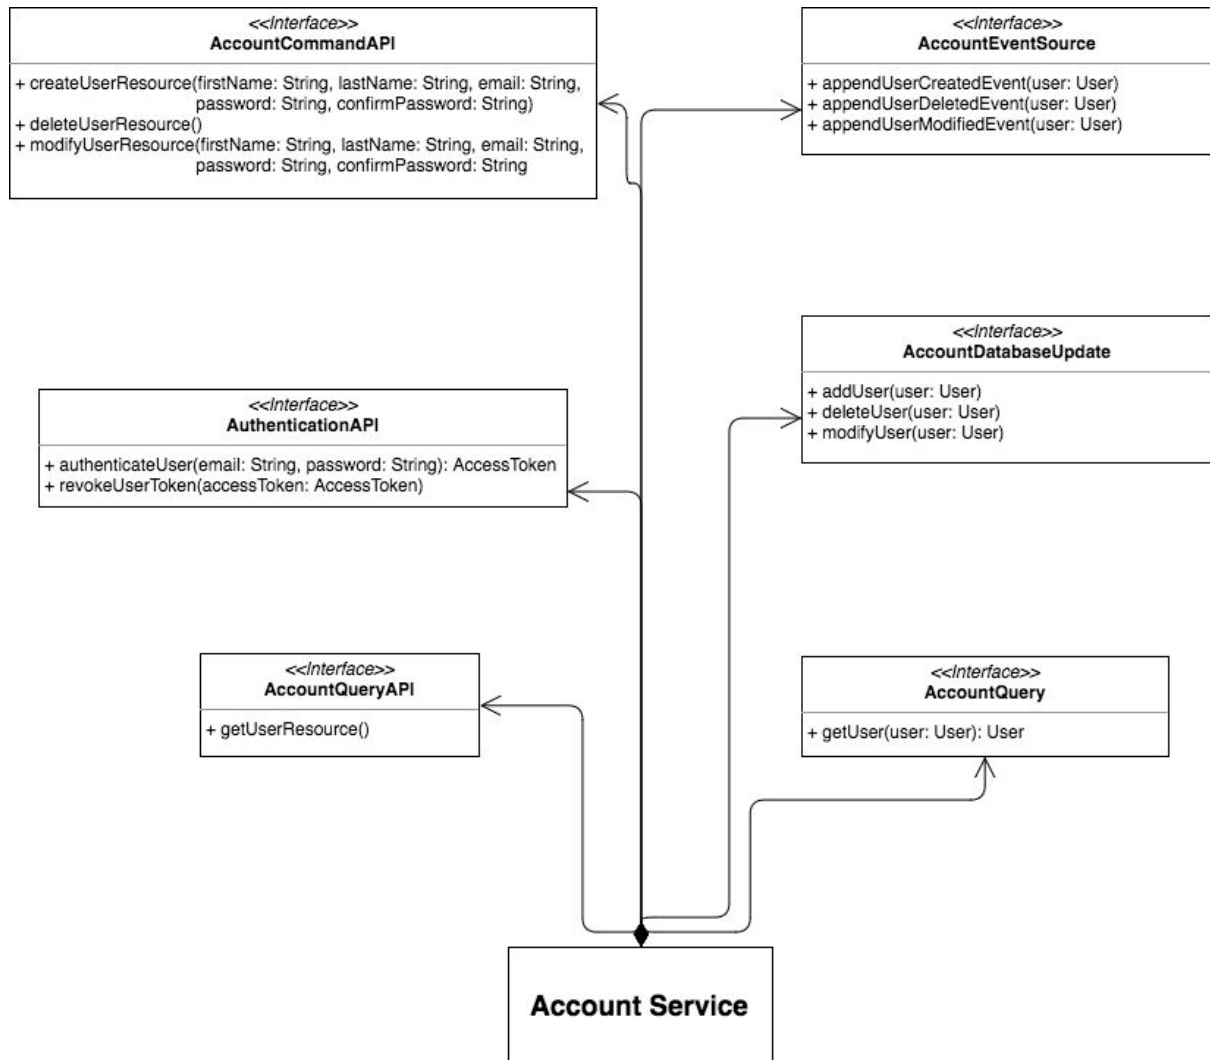 <<Interface>>
AccountCommandAPI
+ createUserResource(firstName: String, lastName: String, email: String,
password: String, confirmPassword: String)
+ deleteUserResource()
+ modifyUserResource(firstName: String, lastName: String, email: String,
password: String, confirmPassword: String
<<Interface>>
AccountEventSource
+ appendUserCreatedEvent(user: User)
+ appendUserDeletedEvent(user: User)
+ appendUserModifiedEvent(user: User)
<<Interface>>
AccountDatabaseUpdate
+ addUser(user: User)
+ deleteUser(user: User)
+ modifyUser(user: User)
<<Interface>>
AuthenticationAPI
+ authenticateUser(email: String, password: String): AccessToken
+ revokeUserToken(accessToken: AccessToken)
<<Interface>>
AccountQueryAPI
+ getUserResource()
<<Interface>>
AccountQuery
+ getUser(user: User): User
Account Service